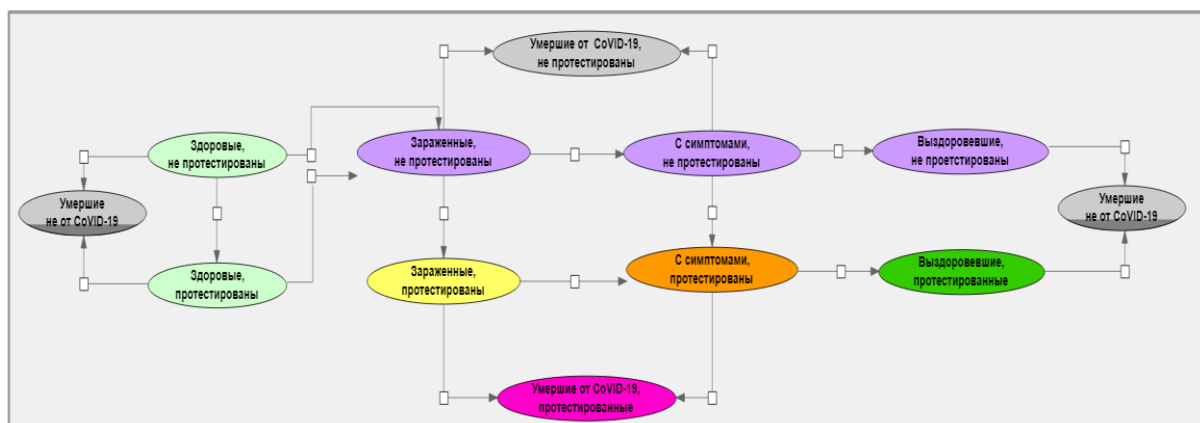 Умершие от CoVID-19,
не протестированы
Здоровые,
не протестированы
Зараженные,
не протестированы
С симптомами,
не протестированы
Выздоровевшие,
не проетстированы
Умершие
не от CoVID-19
Умершие
не от CoVID-19
Здоровые,
протестированы
Зараженные,
протестированы
С симптомами,
протестированы
Выздоровевшие,
протестированные
Умершие от CoVID-19,
протестированные